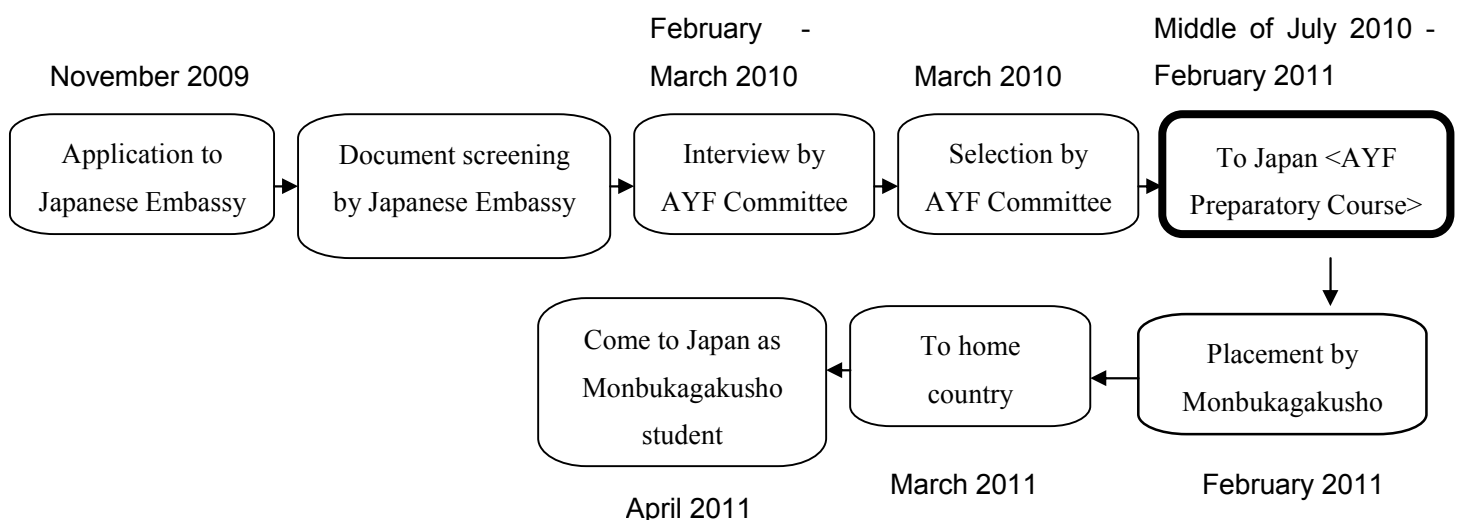 November 2009
February -
March 2010
March 2010
Middle of July 2010 -
February 2011
Application to
Japanese Embassy
Document screening
by Japanese Embassy
Interview by
AYF Committee
Selection by
AYF Committee
To Japan <AYF
Preparatory Course>
Placement by
Monbukagakusho
February 2011
To home
country
March 2011
Come to Japan as
Monbukagakusho
student
April 2011